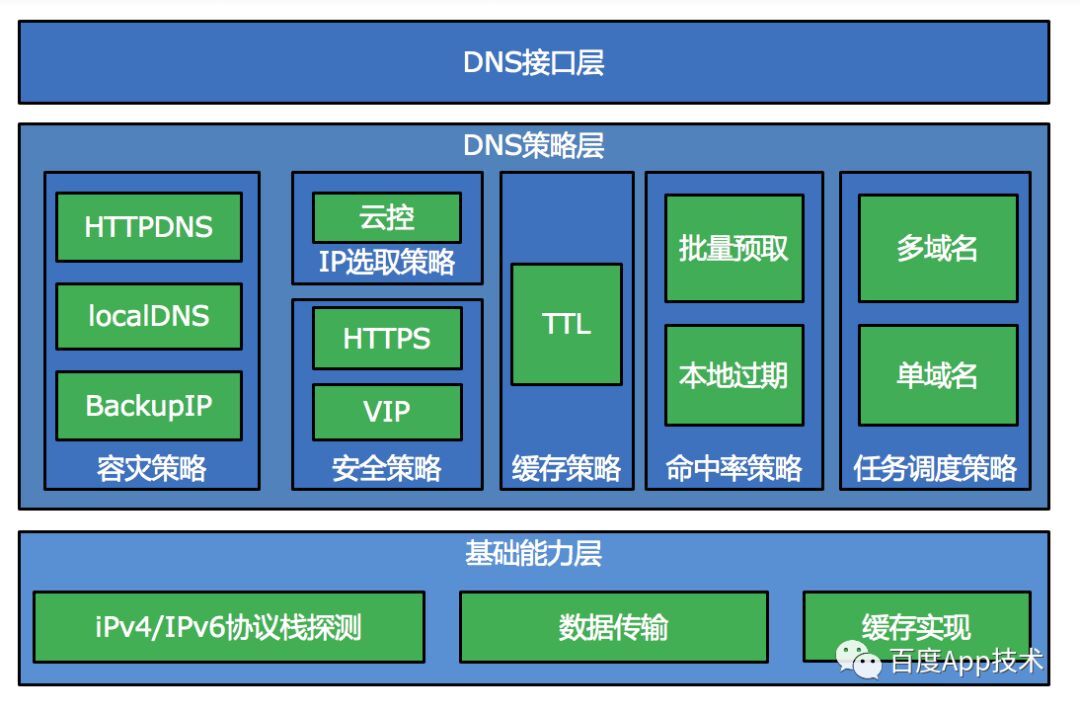 DNS接口层
DNS策略层
HTTPDNS
localDNS
BackupIP
容灾策略
云控
IP选取策略
HTTPS
VIP
安全策略
TTL
缓存策略
批量预取
本地过期
命中率策略
多域名
单域名
任务调度策略
基础能力层
iPv4/IPv6协议栈探测
数据传输
缓存实现
百度App技术